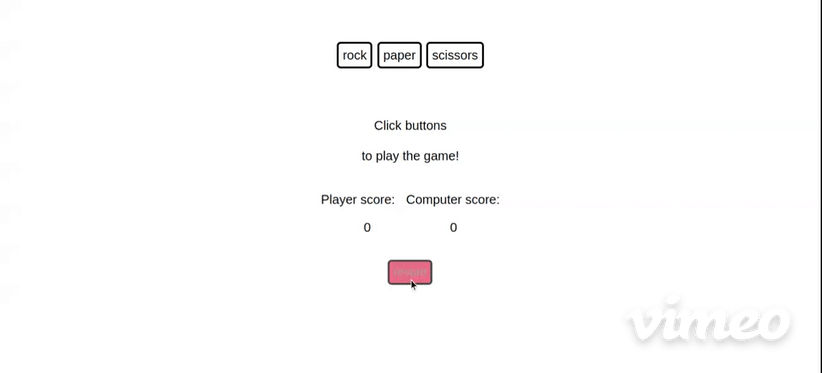 rock paper scissors
Click buttons
to play the game!
Player score: Computer score:
0 0
vimeo